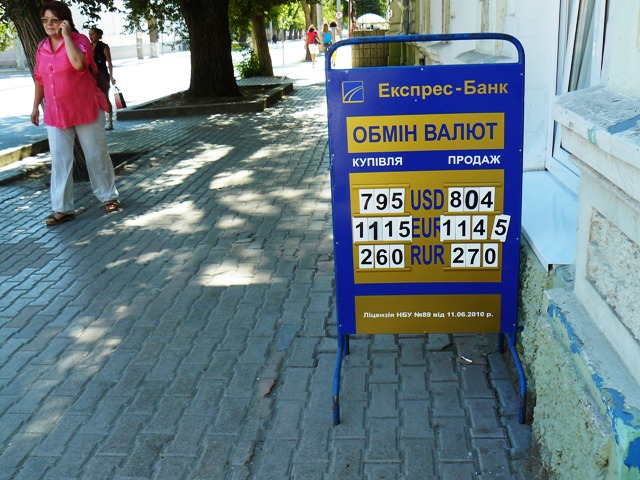 Експрес-Банк
ОБМІН ВАЛЮТ
КУПІВЛЯ ПРОДАЖ
795 USD 804
1115 EUR 1145
260 RUR 270
Ліцензія НБУ №89 від 11.06.2010 р.